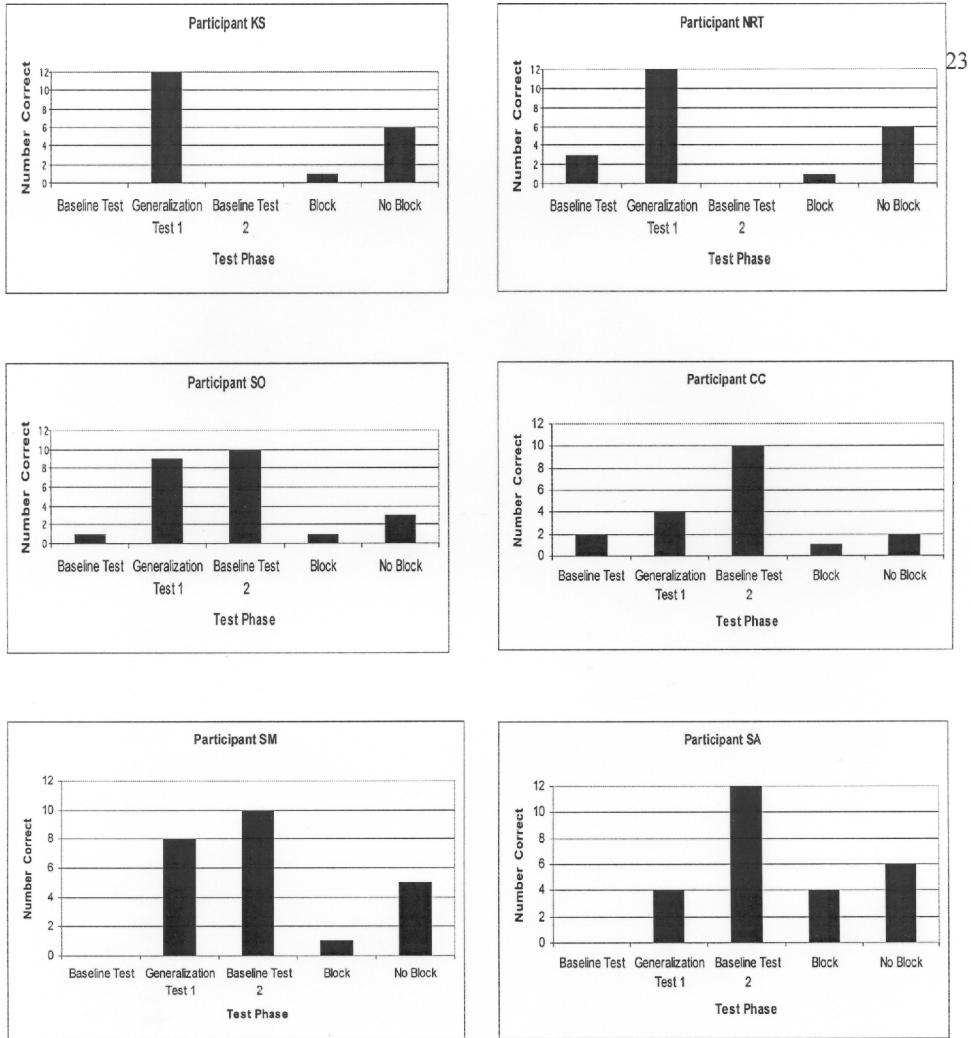 Participant KS
Number Correct
12
10
8
6
4
2
0
Baseline Test Generalization Baseline Test Block No Block
Test 1 2
Test Phase
Participant NRT
23
Number Correct
12
10
8
6
4
2
0
Baseline Test Generalization Baseline Test Block No Block
Test 1 2
Test Phase
Participant SO
Number Correct
12
10
8
6
4
2
0
Baseline Test Generalization Baseline Test Block No Block
Test 1 2
Test Phase
Participant CC
Number Correct
12
10
8
6
4
2
0
Baseline Test Generalization Baseline Test Block No Block
Test 1 2
Test Phase
Participant SM
Number Correct
12
10
8
6
4
2
0
Baseline Test Generalization Baseline Test Block No Block
Test 1 2
Test Phase
Participant SA
Number Correct
12
10
8
6
4
2
0
Baseline Test Generalization Baseline Test Block No Block
Test 1 2
Test Phase